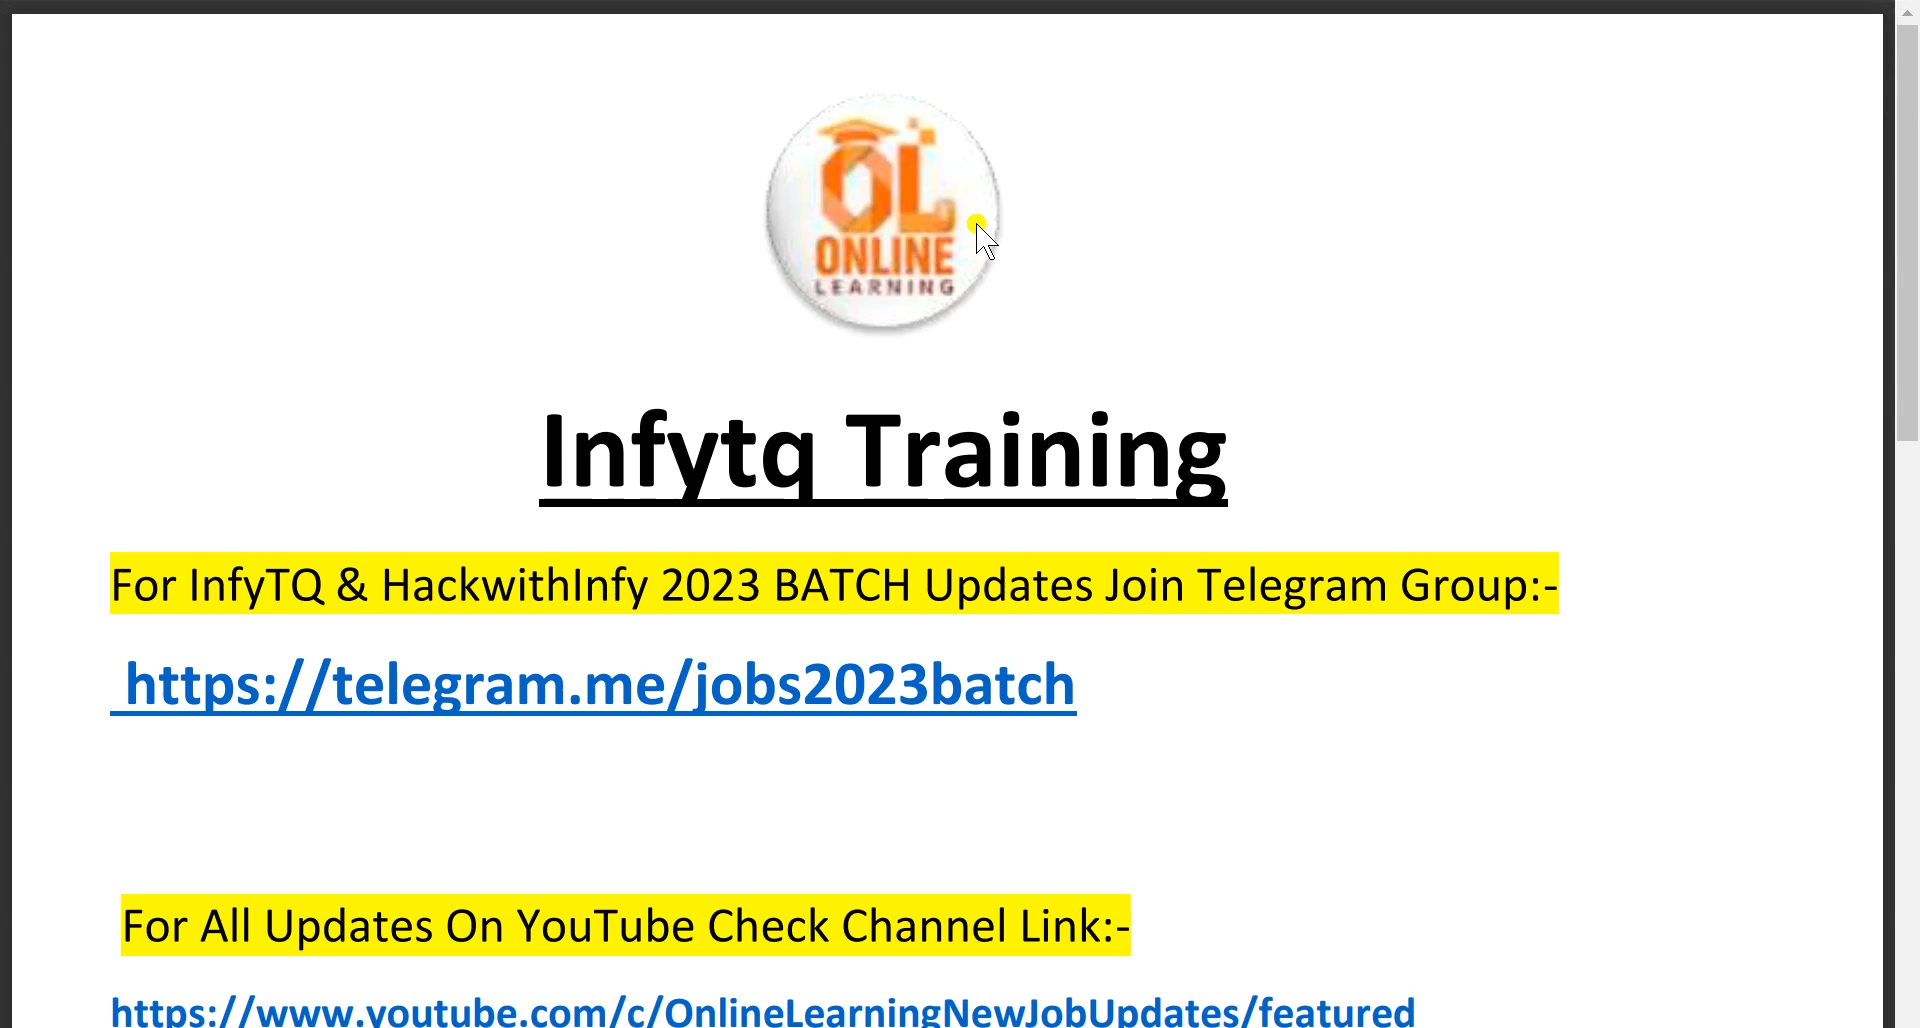 OL
ONLINE
LEARNING
Infytq Training
For InfyTQ & HackwithInfy 2023 BATCH Updates Join Telegram Group:-
https://telegram.me/jobs2023batch
For All Updates On YouTube Check Channel Link:-
https://www.youtube.com/c/OnlineLearningNewJobUpdates/featured